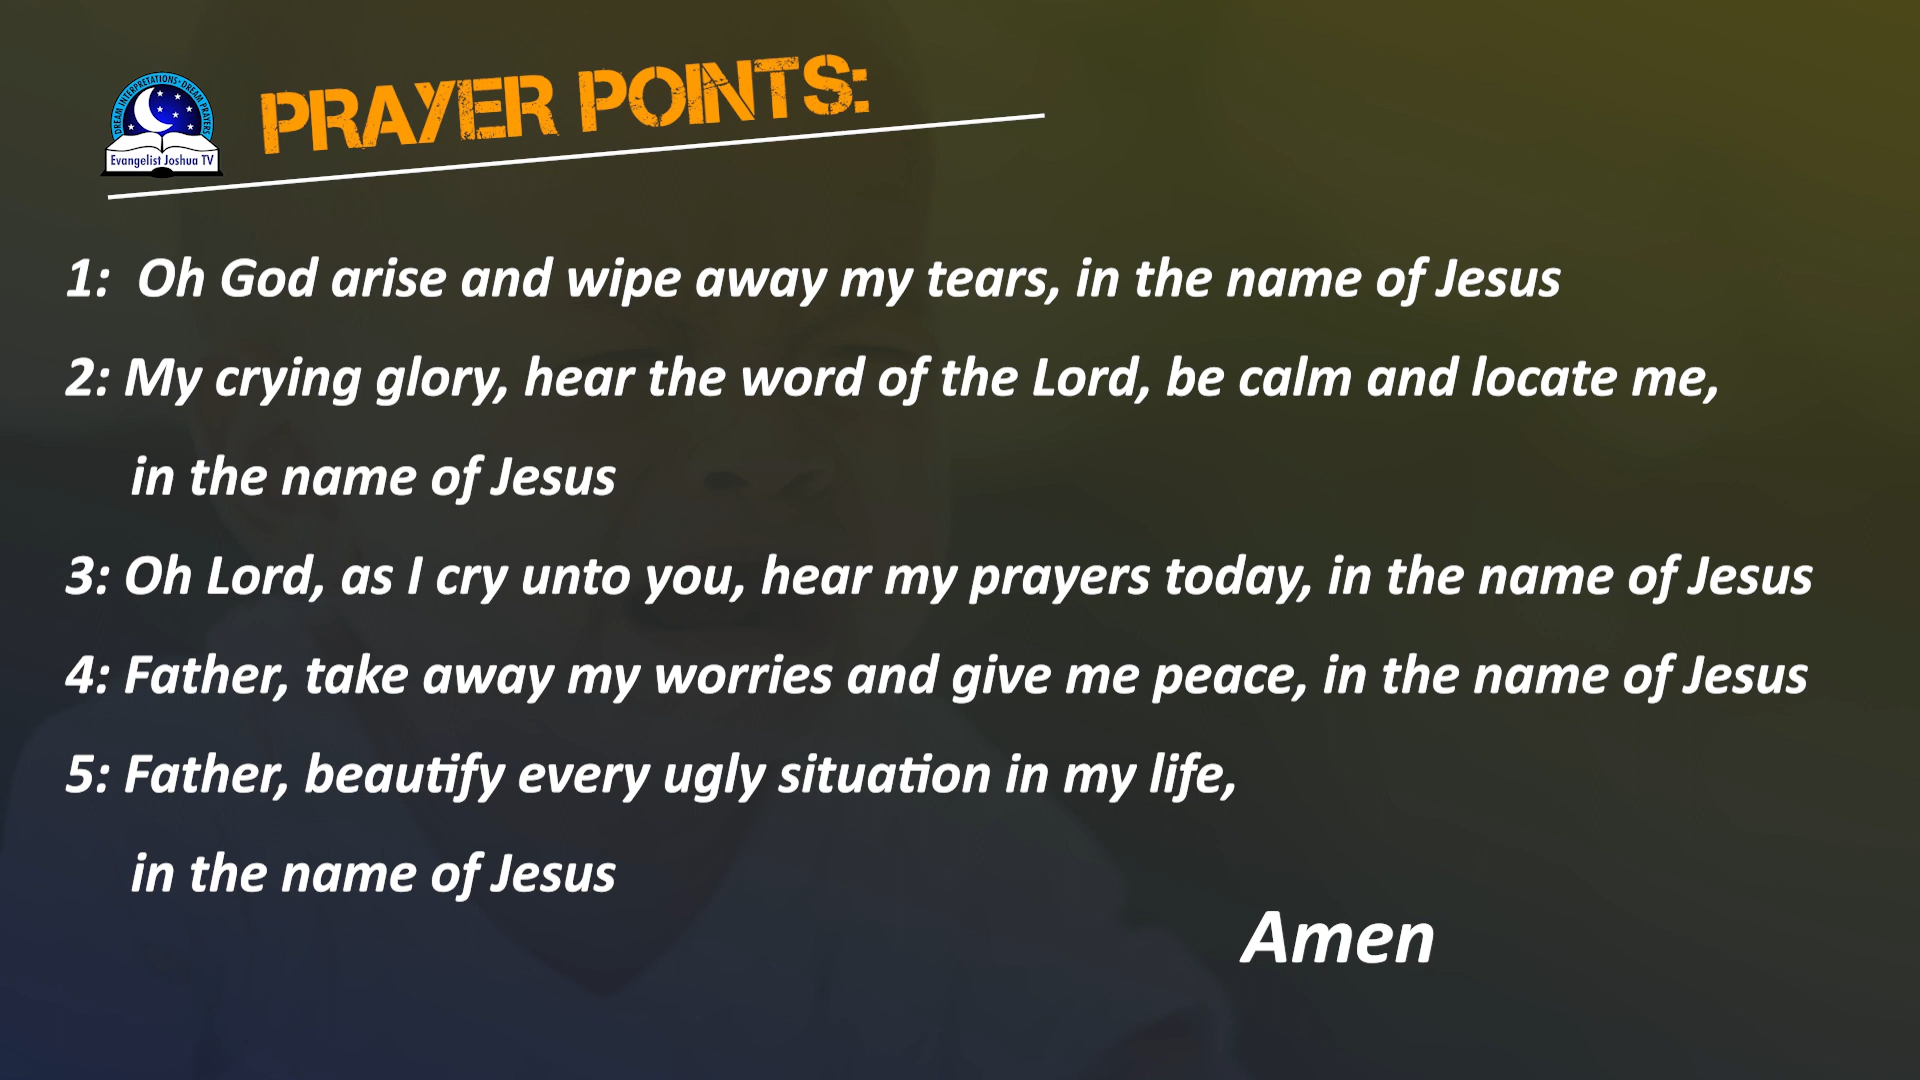 DREAM INTERPRETATIONS · DREAM PRAYERS
Evangelist Joshua TV
PRAYER POINTS:
1: Oh God arise and wipe away my tears, in the name of Jesus
2: My crying glory, hear the word of the Lord, be calm and locate me,
in the name of Jesus
3: Oh Lord, as I cry unto you, hear my prayers today, in the name of Jesus
4: Father, take away my worries and give me peace, in the name of Jesus
5: Father, beautify every ugly situation in my life,
in the name of Jesus
Amen